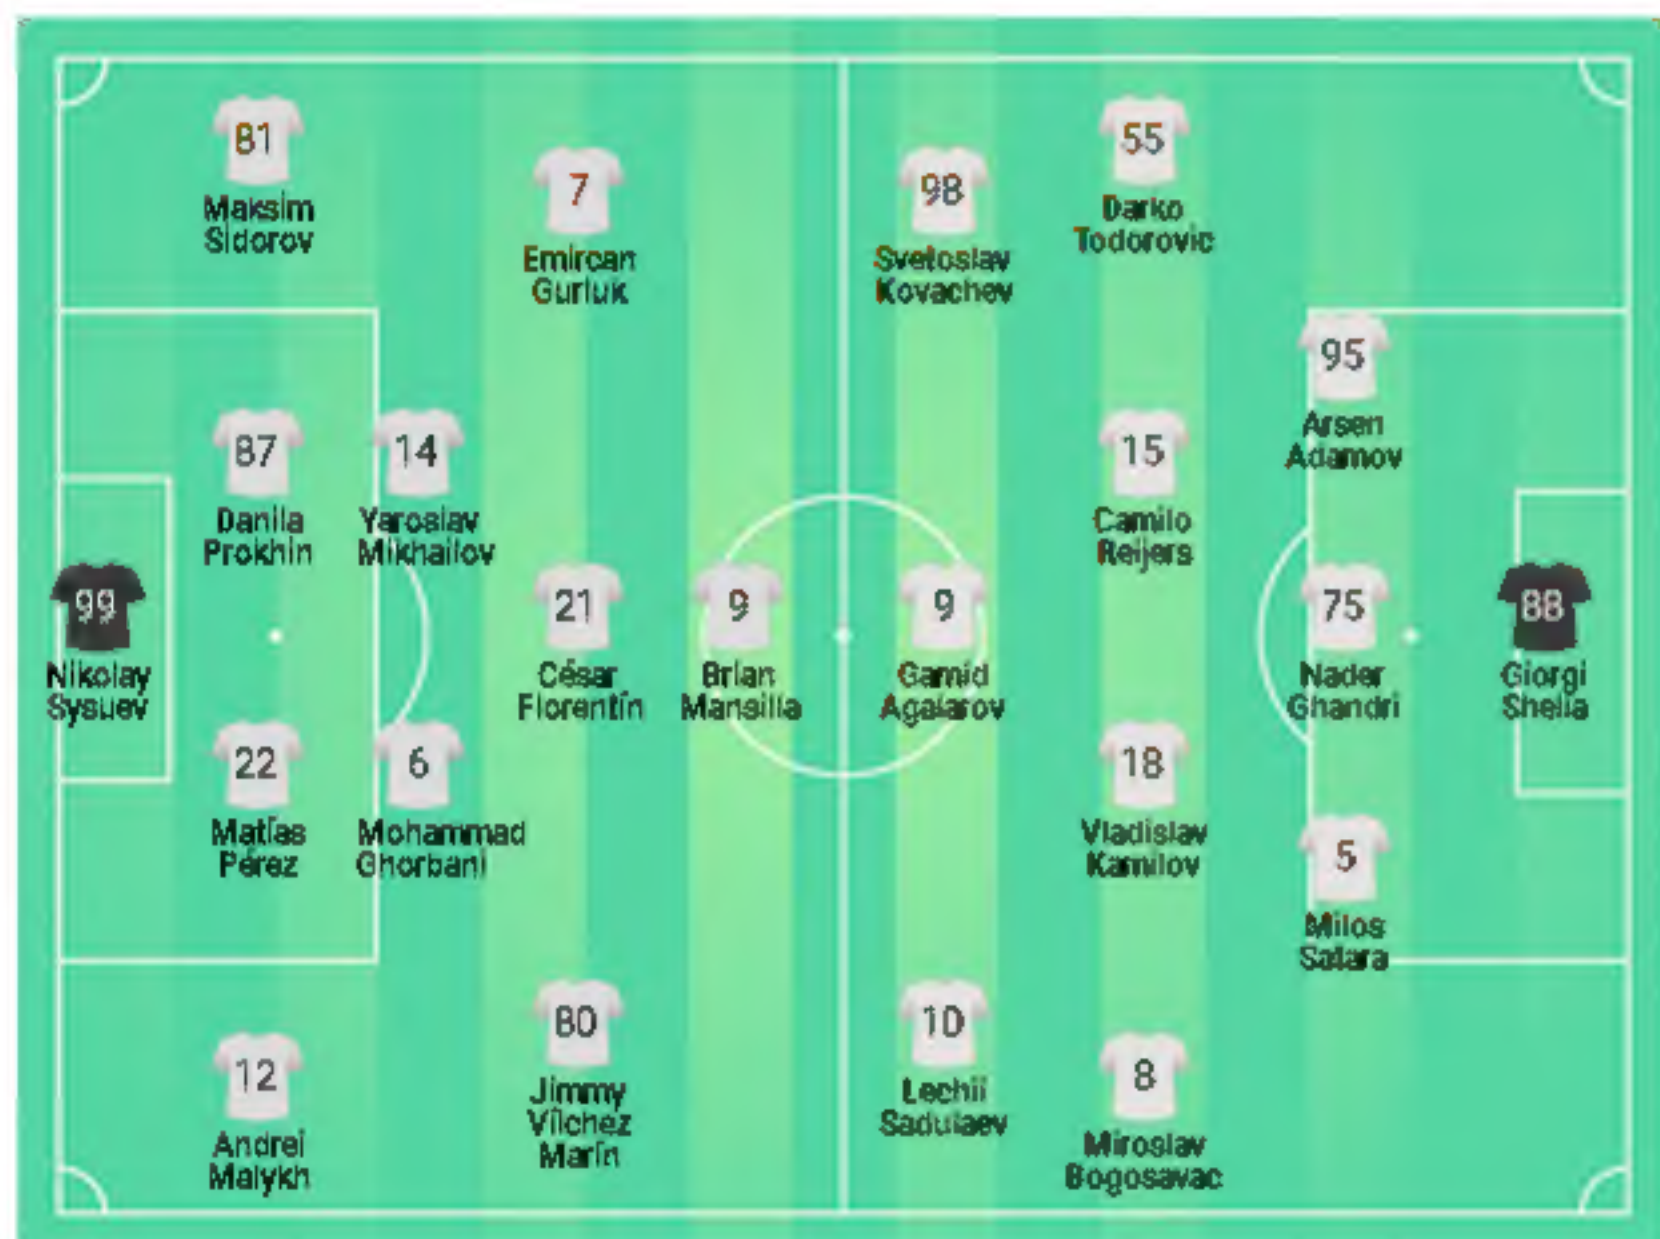 81
Maksim
Sidorov
87
Danila
Prokhin
99
Nikolay
Sysuev
22
Matías
Pérez
12
Andrei
Malykh
14
Yaroslav
Mikhailov
6
Mohammad
Ghorbani
7
Emircan
Gurluk
21
César
Florentín
80
Jimmy
Vílchez
Marín
9
Brian
Mansilla
98
Svetoslav
Kovachev
9
Gamid
Agalarov
10
Lechii
Sadulaev
55
Darko
Todorovic
15
Camilo
Reijers
18
Vladislav
Kamilov
8
Miroslav
Bogosavac
95
Arsen
Adamov
75
Nader
Ghandri
5
Milos
Satara
88
Giorgi
Shelia